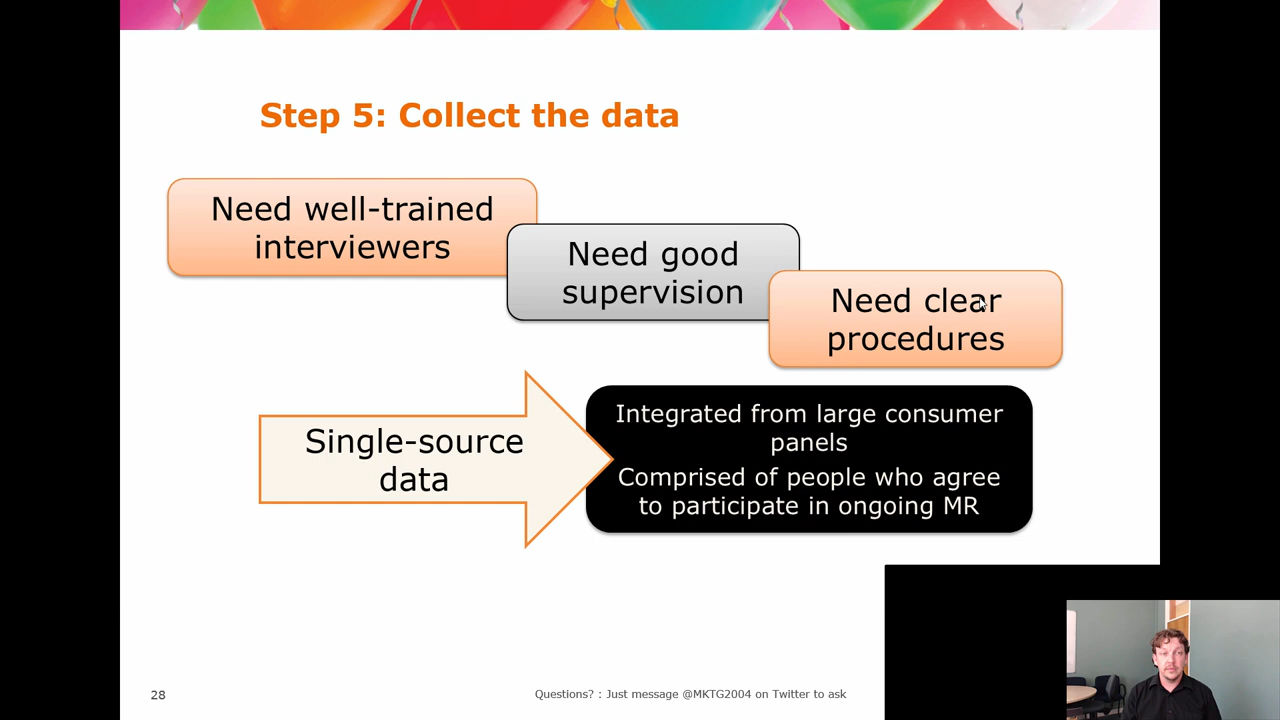 Step 5: Collect the data
Need well-trained
interviewers
Need good
supervision
Need clear
procedures
Single-source
data
Integrated from large consumer
panels
Comprised of people who agree
to participate in ongoing MR
28
Questions? : Just message @MKTG2004 on Twitter to ask